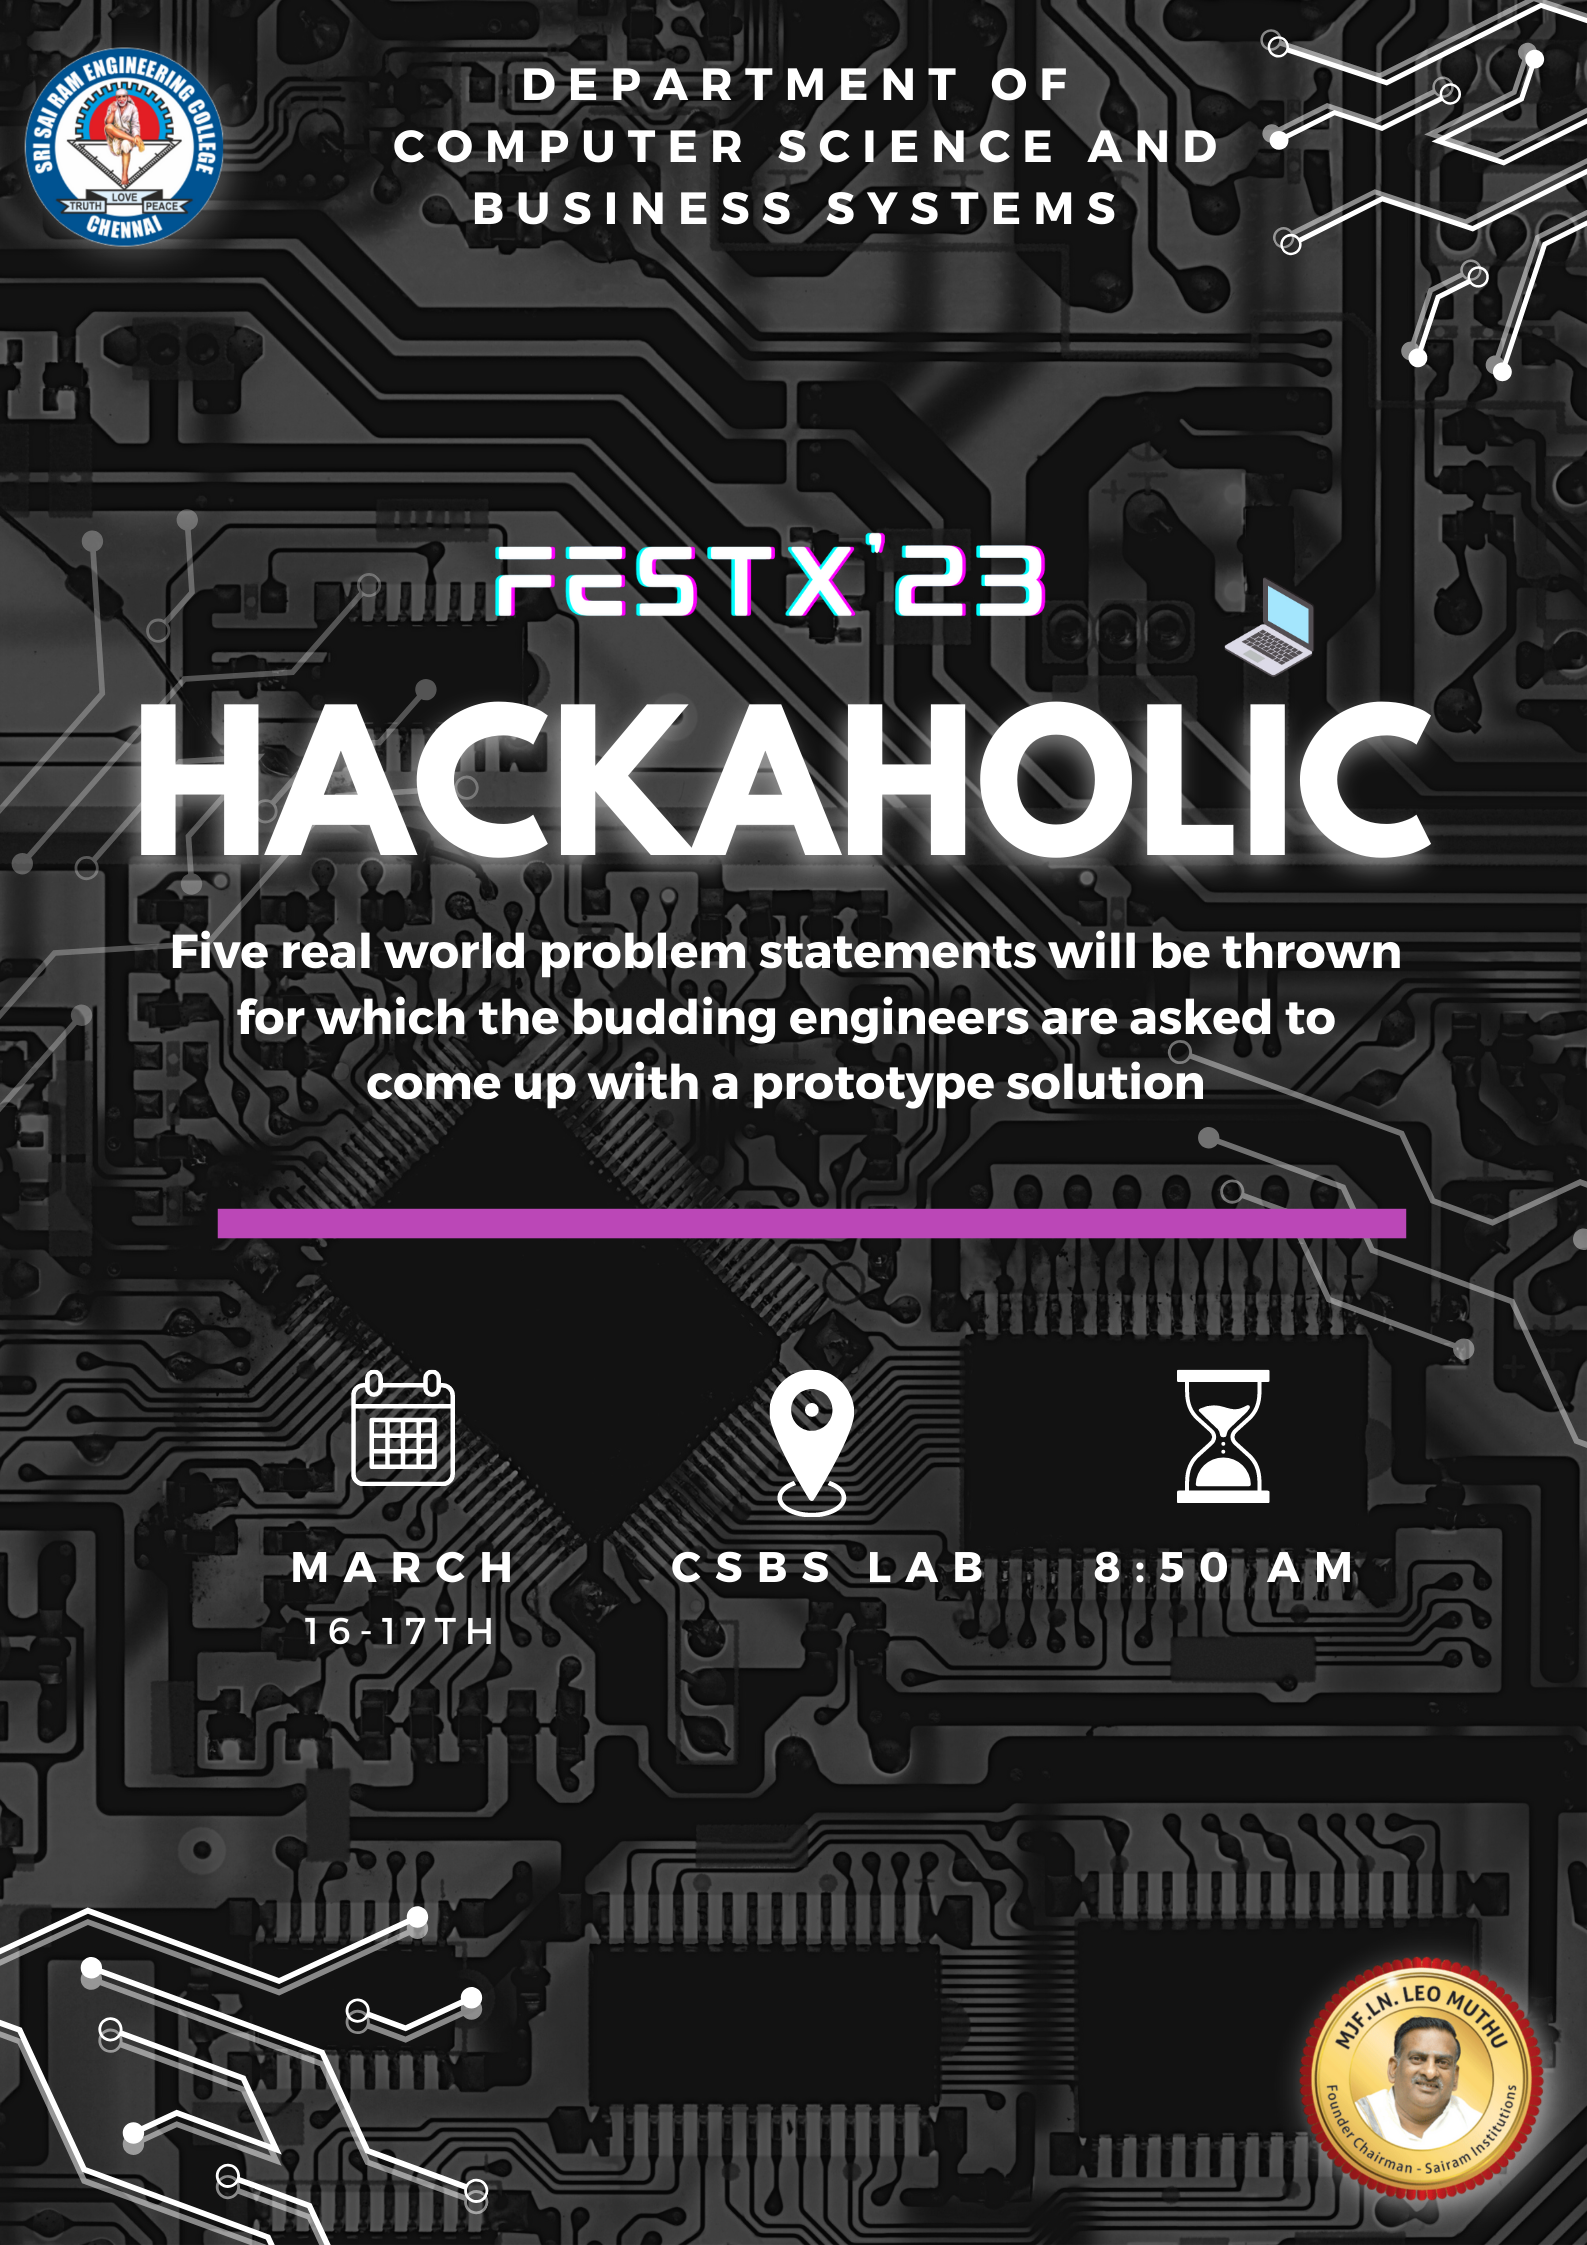 SRI SAI RAM ENGINEERING COLLEGE
TRUTH LOVE PEACE
CHENNAI
DEPARTMENT OF
COMPUTER SCIENCE AND
BUSINESS SYSTEMS
FESTX'23
HACKAHOLIC
Five real world problem statements will be thrown
for which the budding engineers are asked to
come up with a prototype solution
MARCH
16-17TH
CSBS LAB
8:50 AM
MJF.LN. LEO MUTHU
Founder Chairman - Sairam Institutions